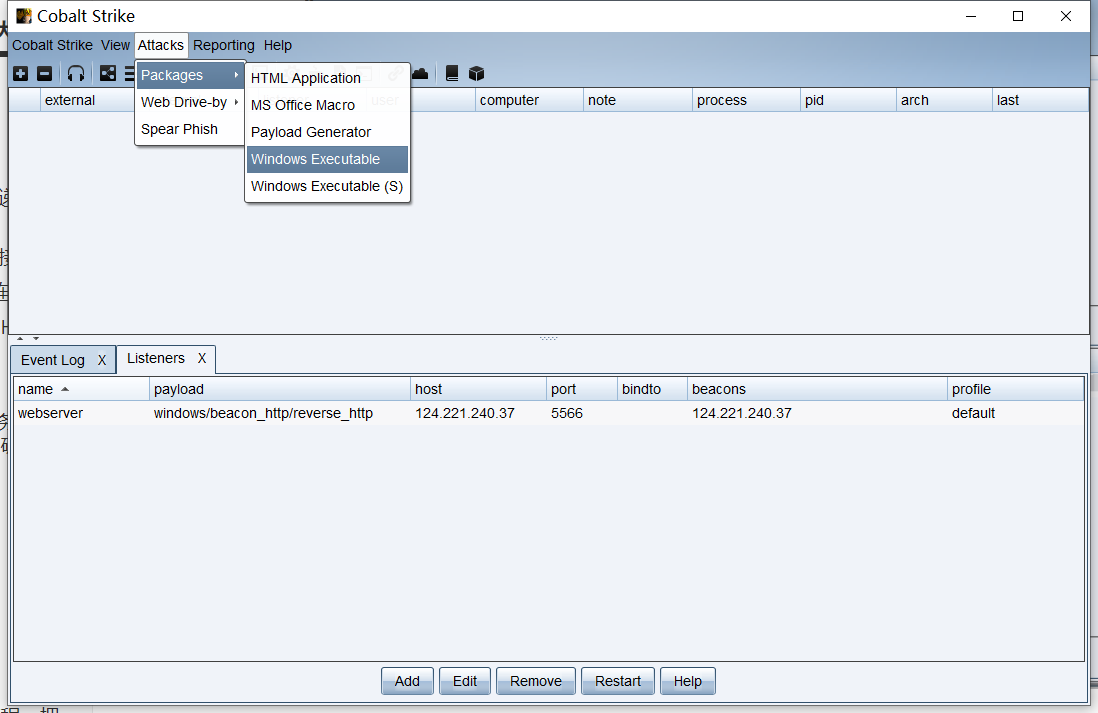 Cobalt Strike
Cobalt Strike View Attacks Reporting Help
Packages
Web Drive-by
Spear Phish
HTML Application
MS Office Macro
Payload Generator
Windows Executable
Windows Executable (S)
external user computer note process pid arch last
Event Log X Listeners X
name payload host port bindto beacons profile
webserver windows/beacon_http/reverse_http 124.221.240.37 5566 124.221.240.37 default
Add Edit Remove Restart Help